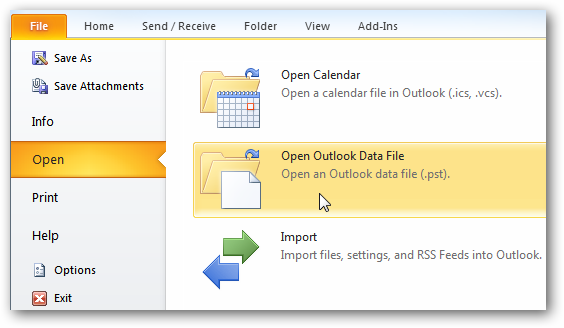 File Home Send / Receive Folder View Add-Ins
Save As
Save Attachments
Info
Open
Print
Help
Options
Exit
Open Calendar
Open a calendar file in Outlook (.ics, .vcs).
Open Outlook Data File
Open an Outlook data file (.pst).
Import
Import files, settings, and RSS Feeds into Outlook.